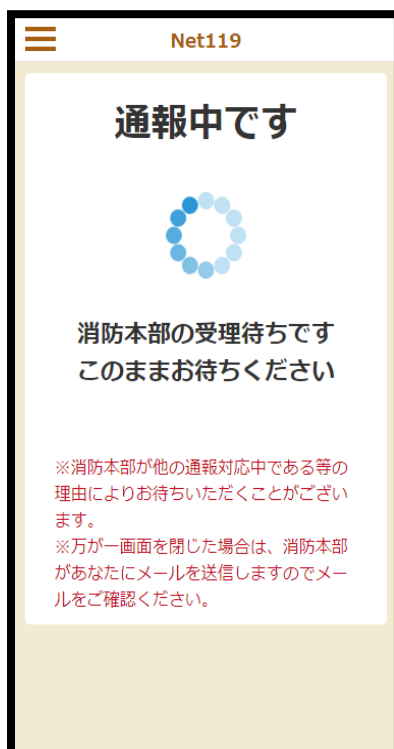 Net119
通報中です
消防本部の受理待ちです
このままお待ちください
※消防本部が他の通報対応中である等の
理由によりお待ちいただくことがござい
ます。
※万が一画面を閉じた場合は、消防本部
があなたにメールを送信しますのでメー
ルをご確認ください。